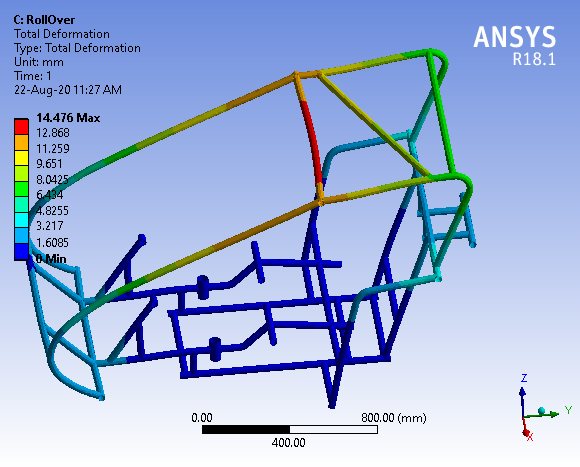 C: RollOver
Total Deformation
Type: Total Deformation
Unit: mm
Time: 1
22-Aug-20 11:27 AM
ANSYS
R18.1
14.476 Max
12.868
11.259
9.651
8.0425
6.434
4.8255
3.217
1.6085
0 Min
0.00 800.00 (mm)
400.00
Z
Y
X